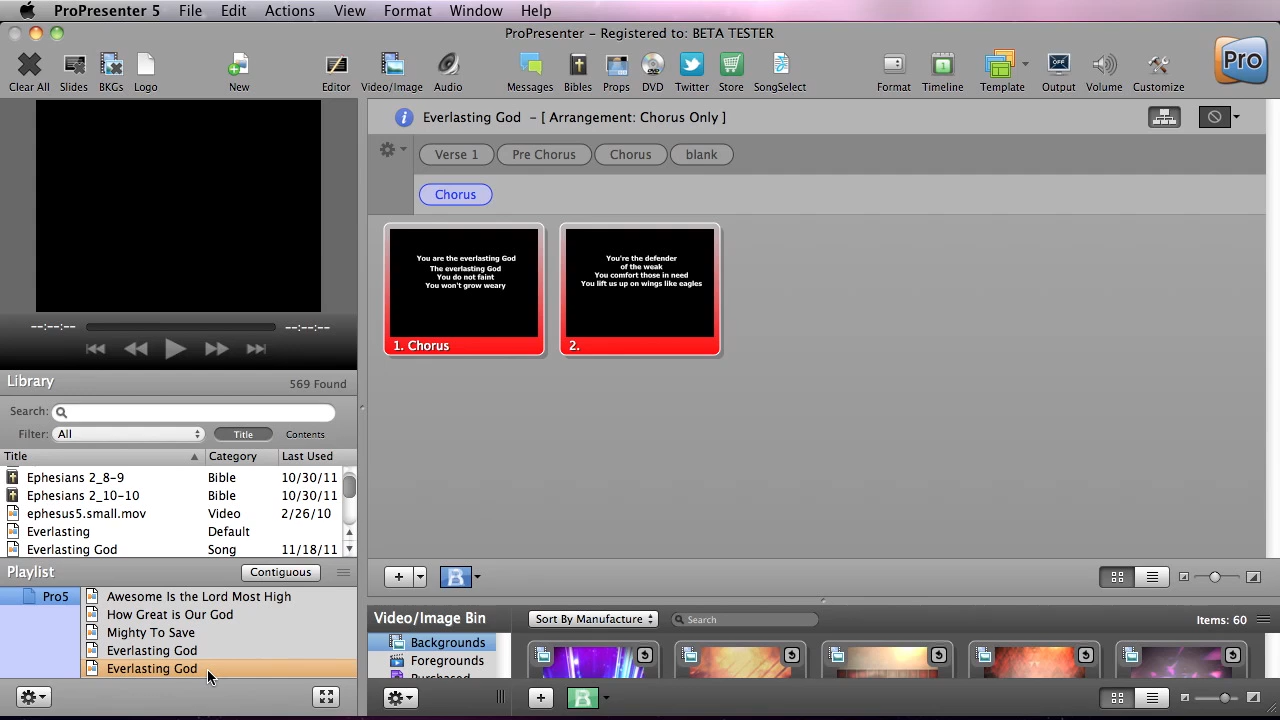 ProPresenter 5 File Edit Actions View Format Window Help
ProPresenter – Registered to: BETA TESTER
OFF 1 Pro
Clear All Slides BKGs Logo New Editor Video/Image Audio Messages Bibles Props DVD Twitter Store SongSelect Format Timeline Template Output Volume Customize
Everlasting God – [ Arrangement: Chorus Only ]
Verse 1 Pre Chorus Chorus blank
Chorus
You are the everlasting God
The everlasting God
You do not faint
You won't grow weary
1. Chorus
You're the defender
of the weak
You comfort those in need
You lift us up on wings like eagles
2.
--:--:-- --:--:--
Library 569 Found
Search:
Filter: All Title Contents
Title Category Last Used
Ephesians 2_8-9 Bible 10/30/11
Ephesians 2_10-10 Bible 10/30/11
ephesus5.small.mov Video 2/26/10
Everlasting Default
Everlasting God Song 11/18/11
Playlist Contiguous
Pro5 Awesome Is the Lord Most High
How Great is Our God
Mighty To Save
Everlasting God
Everlasting God
Video/Image Bin Sort By Manufacture Search Items: 60
Backgrounds
Foregrounds
Purchased